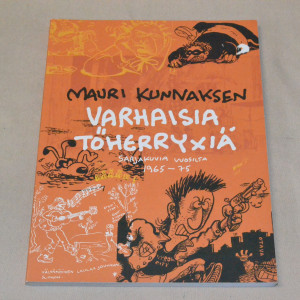 MAURI KUNNAKSEN
VARHAISIA
TÖHERRYXIÄ
SARJAKUVIA VUOSILTA
1965-75